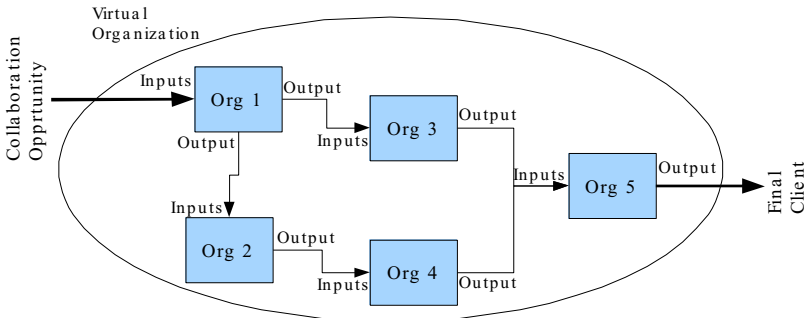 Virtual
Organization
Collaboration
Opprtunity
Inputs
Org 1
Output
Output
Inputs
Org 3
Output
Inputs
Org 2
Output
Inputs
Org 4
Output
Inputs
Org 5
Output
Final
Client